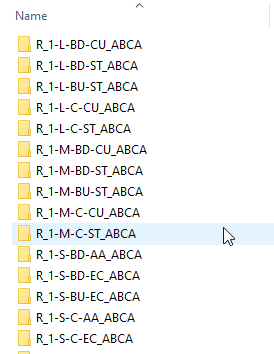 Name
R_1-L-BD-CU_ABCA
R_1-L-BD-ST_ABCA
R_1-L-BU-ST_ABCA
R_1-L-C-CU_ABCA
R_1-L-C-ST_ABCA
R_1-M-BD-CU_ABCA
R_1-M-BD-ST_ABCA
R_1-M-BU-ST_ABCA
R_1-M-C-CU_ABCA
R_1-M-C-ST_ABCA
R_1-S-BD-AA_ABCA
R_1-S-BD-EC_ABCA
R_1-S-BU-EC_ABCA
R_1-S-C-AA_ABCA
R_1-S-C-EC_ABCA